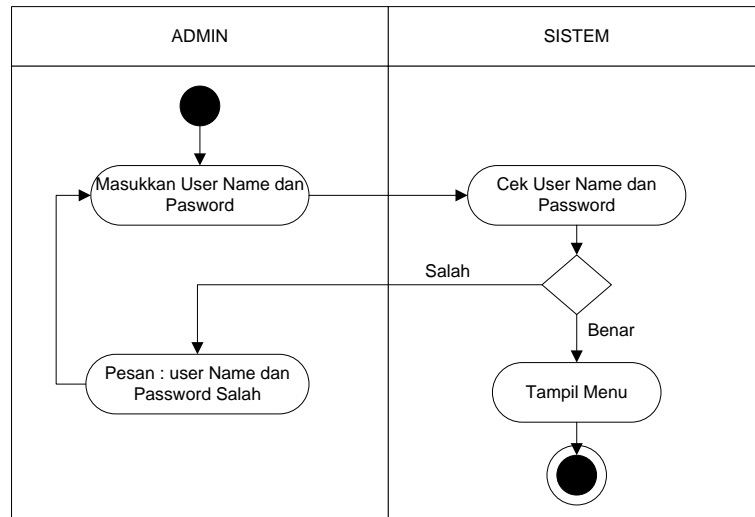 ADMIN
SISTEM
Masukkan User Name dan
Pasword
Cek User Name dan
Password
Salah
Benar
Pesan : user Name dan
Password Salah
Tampil Menu